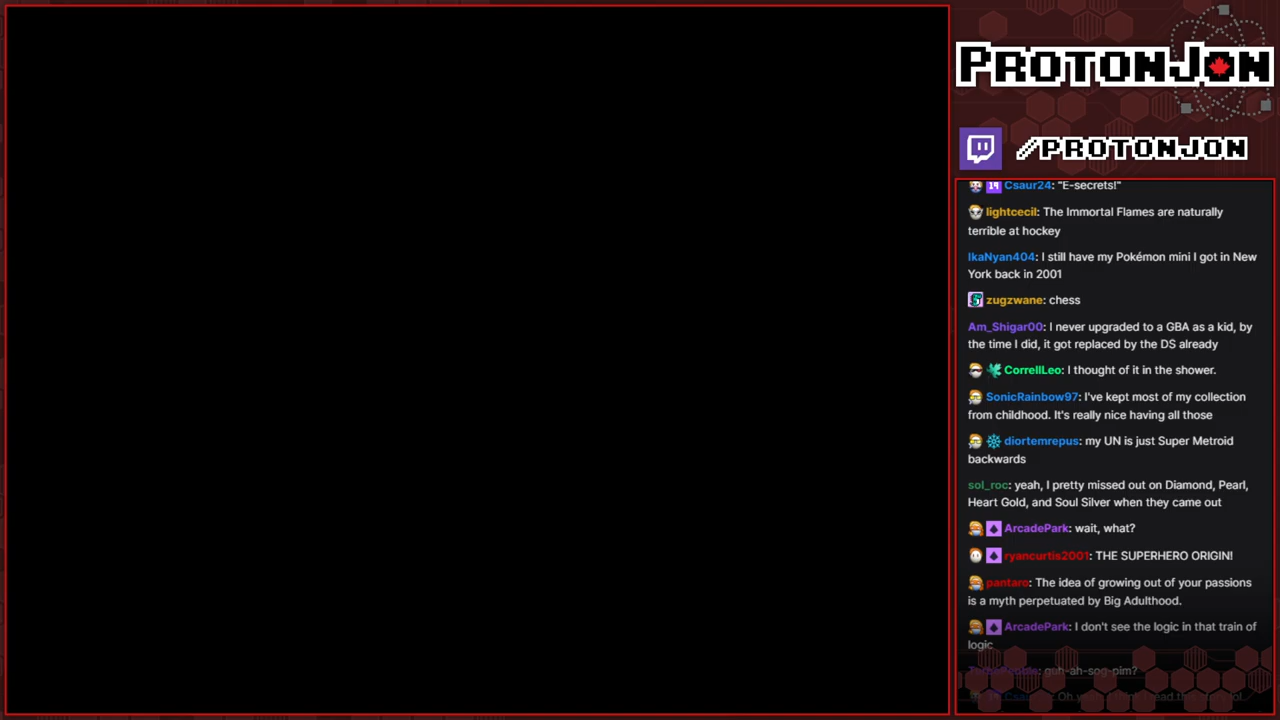 PROTONJON
/PROTONJON
14 Csaur24: "E-secrets!"
lightcecil: The Immortal Flames are naturally
terrible at hockey
IkaNyan404: I still have my Pokémon mini I got in New
York back in 2001
zugzwane: chess
Am_Shigar00: I never upgraded to a GBA as a kid, by
the time I did, it got replaced by the DS already
CorrellLeo: I thought of it in the shower.
SonicRainbow97: I've kept most of my collection
from childhood. It's really nice having all those
diortemrepus: my UN is just Super Metroid
backwards
sol_roc: yeah, I pretty missed out on Diamond, Pearl,
Heart Gold, and Soul Silver when they came out
ArcadePark: wait, what?
ryancurtis2001: THE SUPERHERO ORIGIN!
pantaro: The idea of growing out of your passions
is a myth perpetuated by Big Adulthood.
ArcadePark: I don't see the logic in that train of
logic
guh-ah-sog-pim?